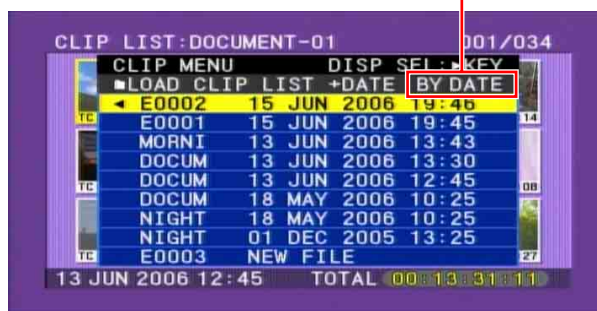 CLIP LIST:DOCUMENT-01 001/034
CLIP MENU DISP SEL:►KEY
LOAD CLIP LIST +DATE BY DATE
◄ E0002 15 JUN 2006 19:46
TC E0001 15 JUN 2006 19:45 14
MORNI 13 JUN 2006 13:43
DOCUM 13 JUN 2006 13:30
TC DOCUM 13 JUN 2006 12:45 08
DOCUM 18 MAY 2006 10:25
NIGHT 18 MAY 2006 10:25
NIGHT 01 DEC 2005 13:25
TC E0003 NEW FILE 27
13 JUN 2006 12:45 TOTAL 00:13:31:11